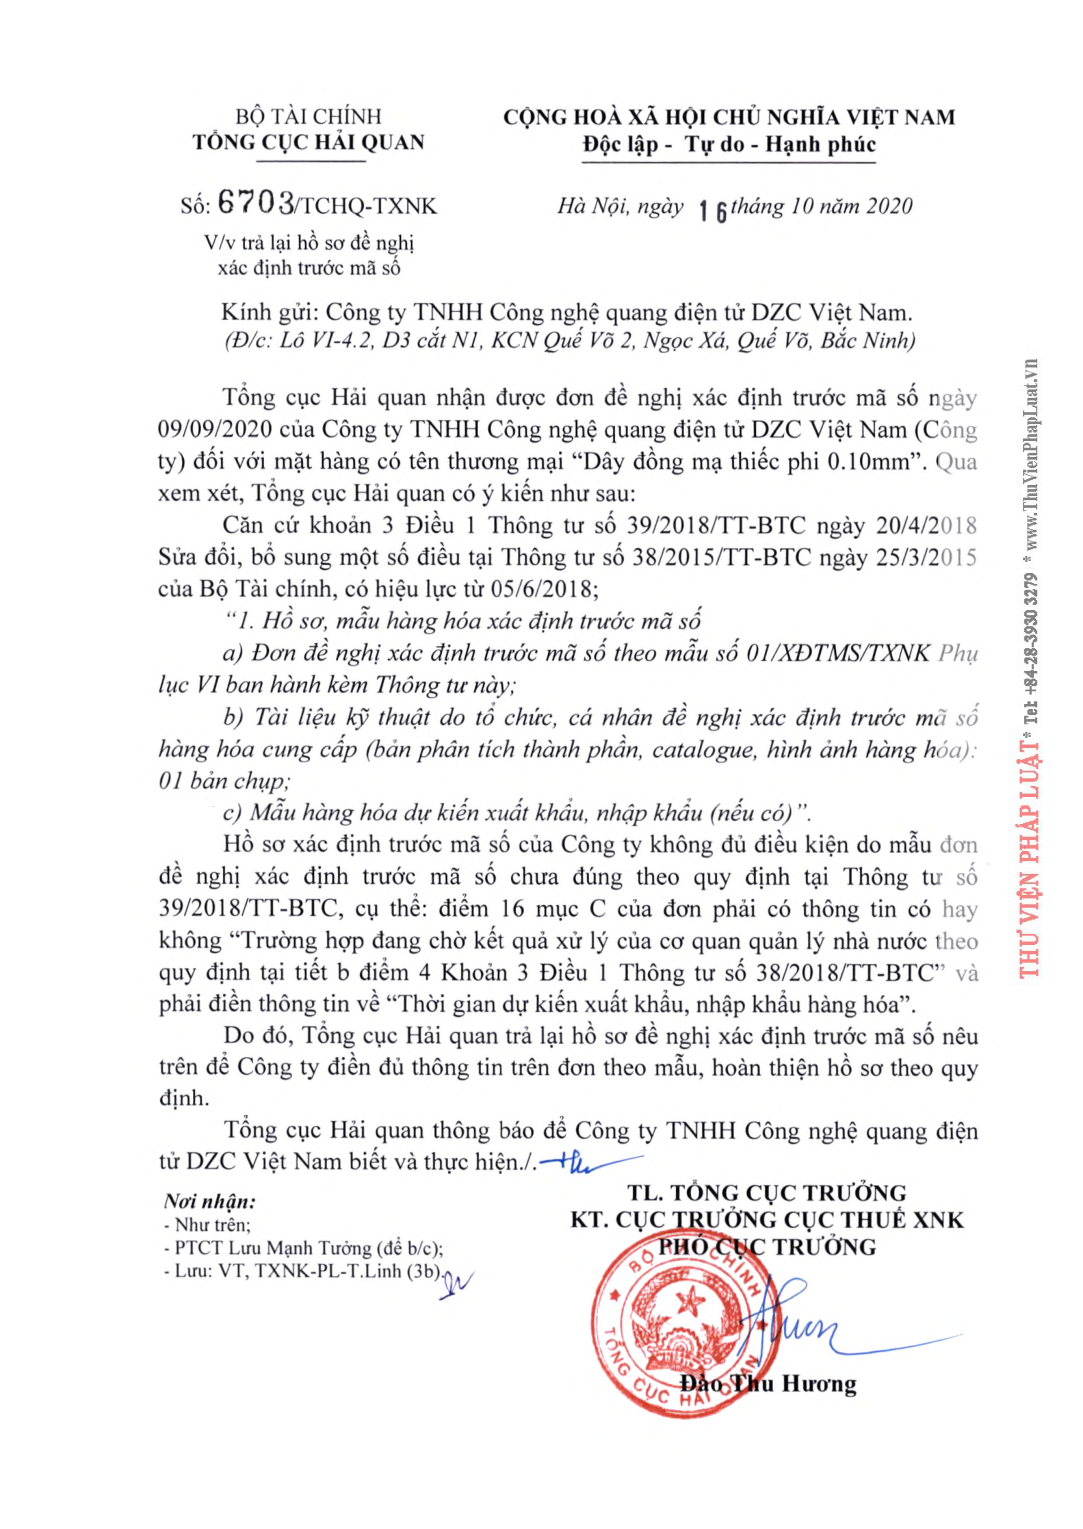 BỘ TÀI CHÍNH
TỔNG CỤC HẢI QUAN
CỘNG HOÀ XÃ HỘI CHỦ NGHĨA VIỆT NAM
Độc lập - Tự do - Hạnh phúc
Số: 6703/TCHQ-TXNK
Hà Nội, ngày 16 tháng 10 năm 2020
V/v trả lại hồ sơ đề nghị
xác định trước mã số
Kính gửi: Công ty TNHH Công nghệ quang điện tử DZC Việt Nam.
(Đ/c: Lô VI-4.2, D3 cắt N1, KCN Quế Võ 2, Ngọc Xá, Quế Võ, Bắc Ninh)
Tổng cục Hải quan nhận được đơn đề nghị xác định trước mã số ngày
09/09/2020 của Công ty TNHH Công nghệ quang điện tử DZC Việt Nam (Công
ty) đối với mặt hàng có tên thương mại “Dây đồng mạ thiếc phi 0.10mm”. Qua
xem xét, Tổng cục Hải quan có ý kiến như sau:
Căn cứ khoản 3 Điều 1 Thông tư số 39/2018/TT-BTC ngày 20/4/2018
Sửa đổi, bổ sung một số điều tại Thông tư số 38/2015/TT-BTC ngày 25/3/2015
của Bộ Tài chính, có hiệu lực từ 05/6/2018;
“1. Hồ sơ, mẫu hàng hóa xác định trước mã số
a) Đơn đề nghị xác định trước mã số theo mẫu số 01/XĐTMS/TXNK Phụ
lục VI ban hành kèm Thông tư này;
b) Tài liệu kỹ thuật do tổ chức, cá nhân đề nghị xác định trước mã số
hàng hóa cung cấp (bản phân tích thành phần, catalogue, hình ảnh hàng hóa):
01 bản chụp;
c) Mẫu hàng hóa dự kiến xuất khẩu, nhập khẩu (nếu có)”.
Hồ sơ xác định trước mã số của Công ty không đủ điều kiện do mẫu đơn
đề nghị xác định trước mã số chưa đúng theo quy định tại Thông tư số
39/2018/TT-BTC, cụ thể: điểm 16 mục C của đơn phải có thông tin có hay
không “Trường hợp đang chờ kết quả xử lý của cơ quan quản lý nhà nước theo
quy định tại tiết b điểm 4 Khoản 3 Điều 1 Thông tư số 38/2018/TT-BTC” và
phải điền thông tin về “Thời gian dự kiến xuất khẩu, nhập khẩu hàng hóa”.
Do đó, Tổng cục Hải quan trả lại hồ sơ đề nghị xác định trước mã số nêu
trên để Công ty điền đủ thông tin trên đơn theo mẫu, hoàn thiện hồ sơ theo quy
định.
Tổng cục Hải quan thông báo để Công ty TNHH Công nghệ quang điện
tử DZC Việt Nam biết và thực hiện./.
Nơi nhận:
- Như trên;
- PTCT Lưu Mạnh Tưởng (để b/c);
- Lưu: VT, TXNK-PL-T.Linh (3b).
TL. TỔNG CỤC TRƯỞNG
KT. CỤC TRƯỞNG CỤC THUẾ XNK
PHÓ CỤC TRƯỞNG
BỘ TÀI CHÍNH
TỔNG CỤC HẢI QUAN
Đào Thu Hương
THƯ VIỆN PHÁP LUẬT * Tel: +84-28-3930 3279 * www.ThuVienPhapLuat.vn